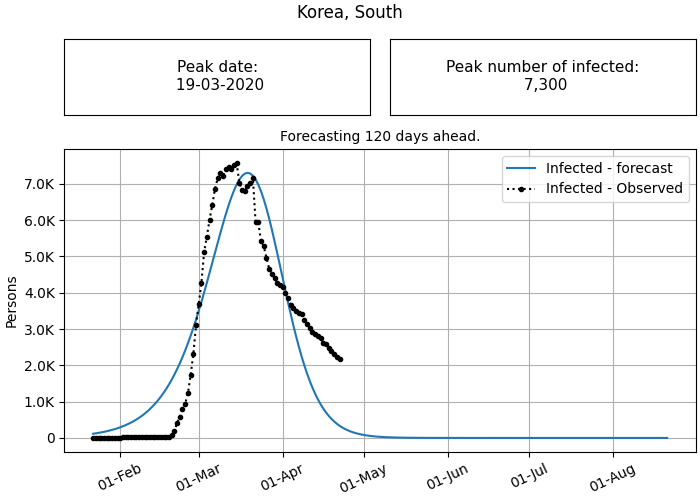 Korea, South
Peak date:
19-03-2020
Peak number of infected:
7,300
Forecasting 120 days ahead.
Infected - forecast
Infected - Observed
Persons
7.0K
6.0K
5.0K
4.0K
3.0K
2.0K
1.0K
0
01-Feb
01-Mar
01-Apr
01-May
01-Jun
01-Jul
01-Aug